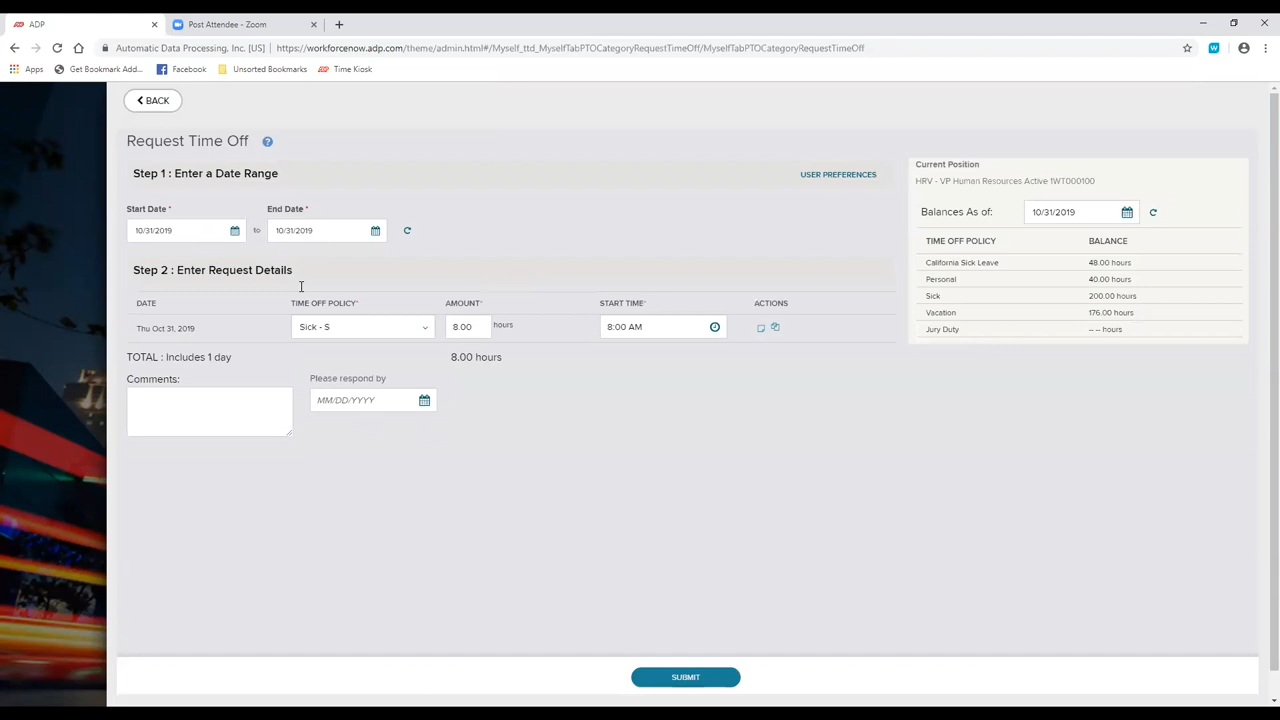 ADP
Post Attendee - Zoom
Automatic Data Processing, Inc. [US]
https://workforcenow.adp.com/theme/admin.html#/Myself_ttd_MyselfTabPTOCategoryRequestTimeOff/MyselfTabPTOCategoryRequestTimeOff
Apps
Get Bookmark Add...
Facebook
Unsorted Bookmarks
Time Kiosk
BACK
Request Time Off
Step 1 : Enter a Date Range
USER PREFERENCES
Start Date *
End Date *
10/31/2019
to
10/31/2019
Step 2 : Enter Request Details
DATE
TIME OFF POLICY*
AMOUNT*
START TIME*
ACTIONS
Thu Oct 31, 2019
Sick - S
8.00
hours
8:00 AM
TOTAL : Includes 1 day
8.00 hours
Comments:
Please respond by
MM/DD/YYYY
SUBMIT
Current Position
HRV - VP Human Resources Active 1WT000100
Balances As of:
10/31/2019
TIME OFF POLICY
BALANCE
California Sick Leave
48.00 hours
Personal
40.00 hours
Sick
200.00 hours
Vacation
176.00 hours
Jury Duty
-- -- hours